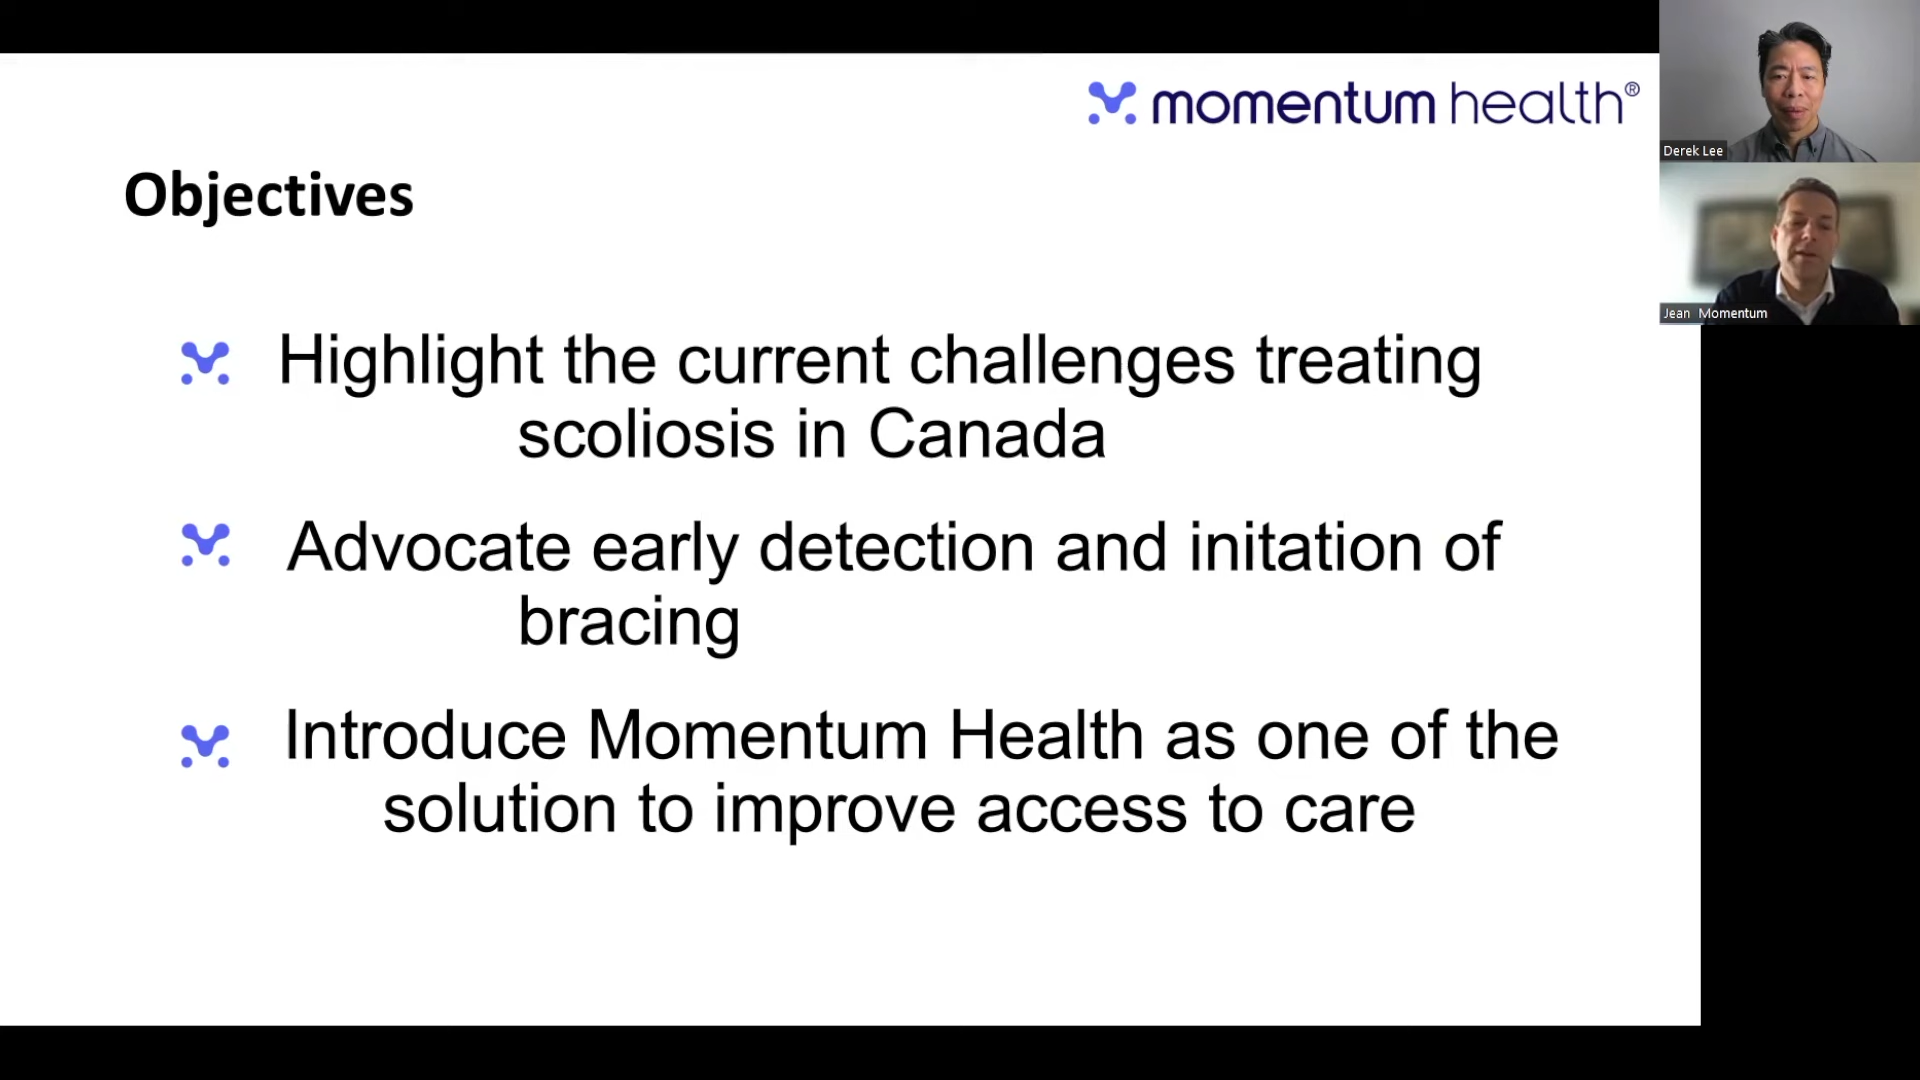 momentum health®
Derek Lee
Jean Momentum
Objectives
Highlight the current challenges treating
scoliosis in Canada
Advocate early detection and initation of
bracing
Introduce Momentum Health as one of the
solution to improve access to care